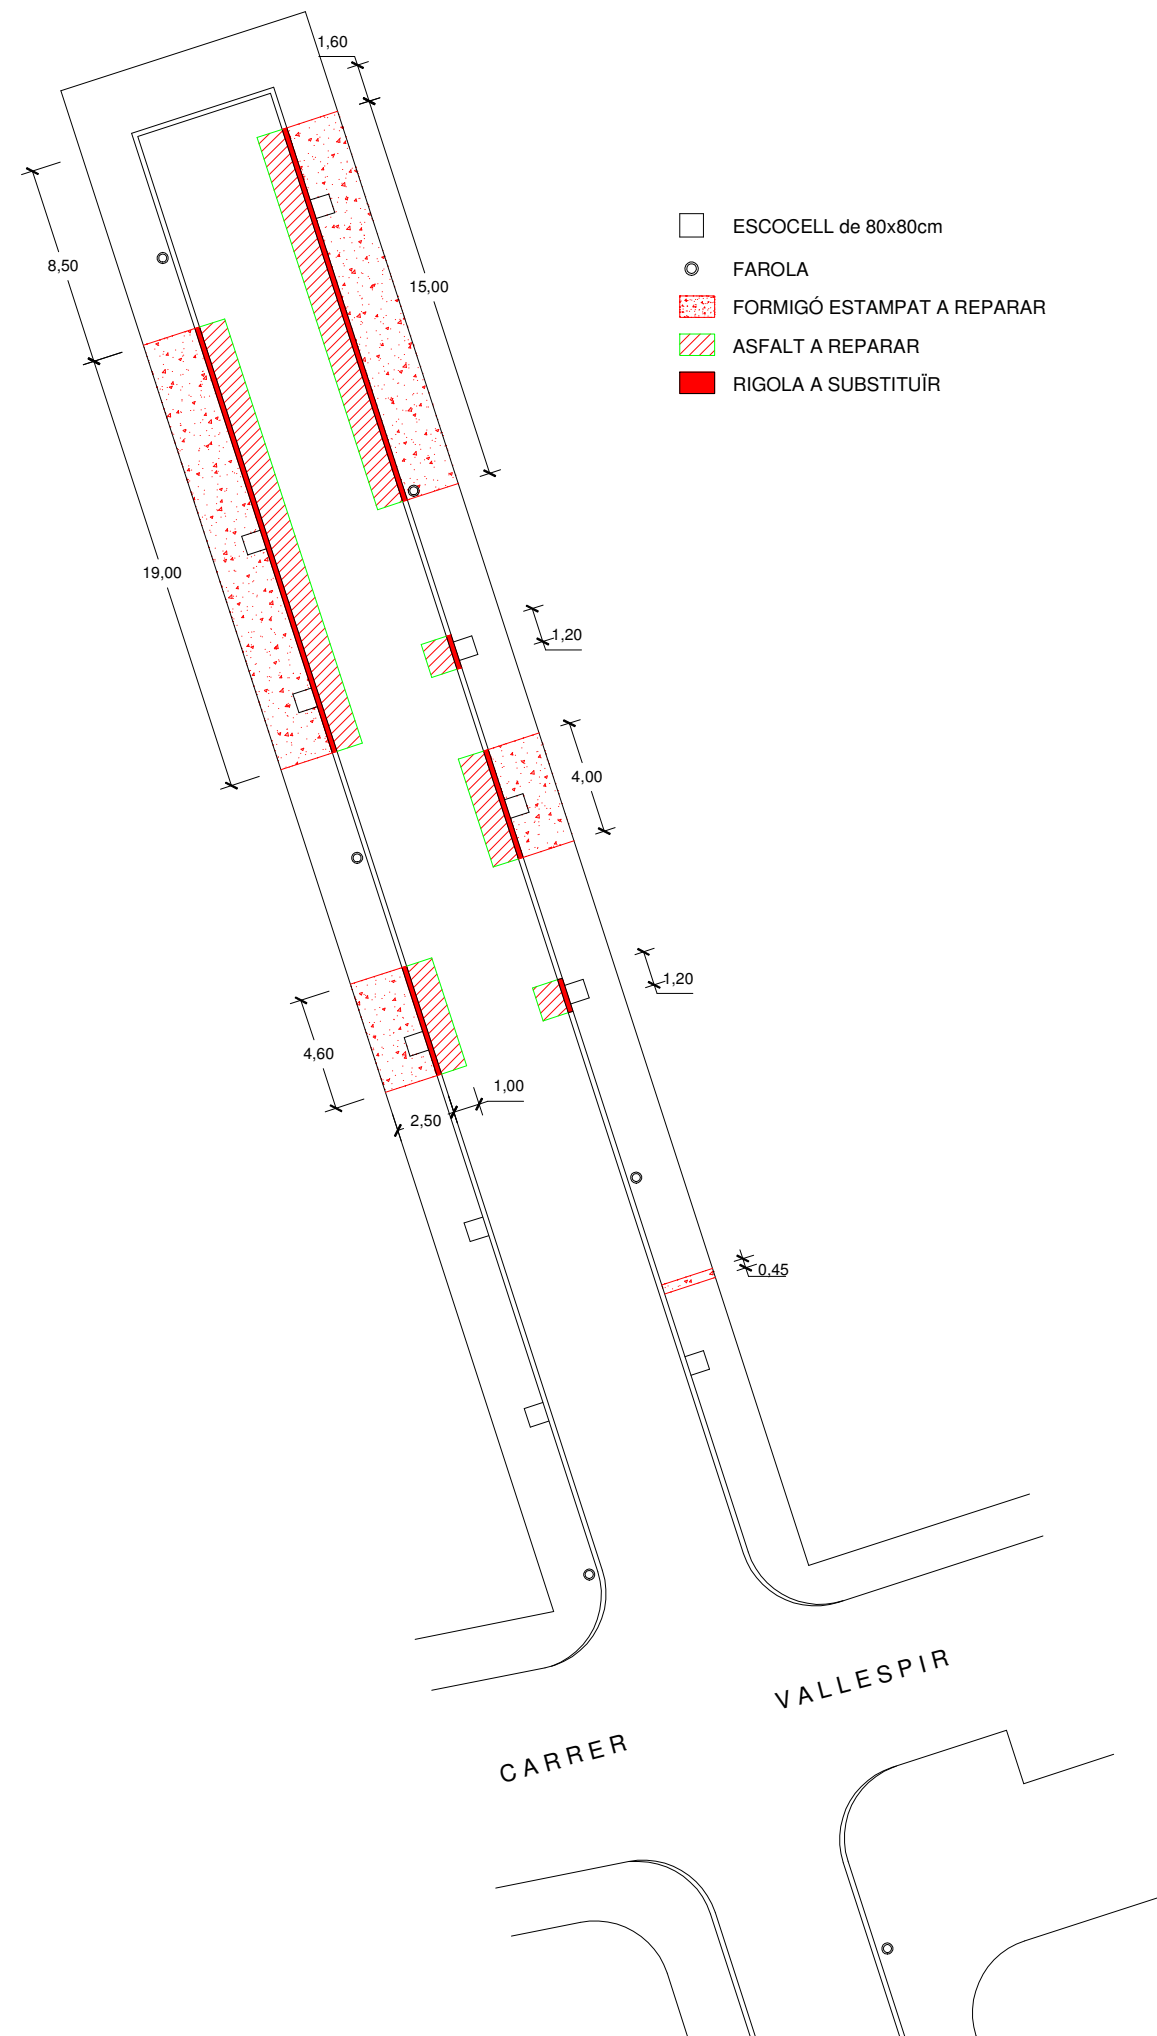 1,60
8,50
15,00
ESCOCELL de 80x80cm
FAROLA
FORMIGÓ ESTAMPAT A REPARAR
ASFALT A REPARAR
RIGOLA A SUBSTITUÏR
19,00
1,20
4,00
1,20
4,60
1,00
2,50
0,45
CARRER VALLESPIR